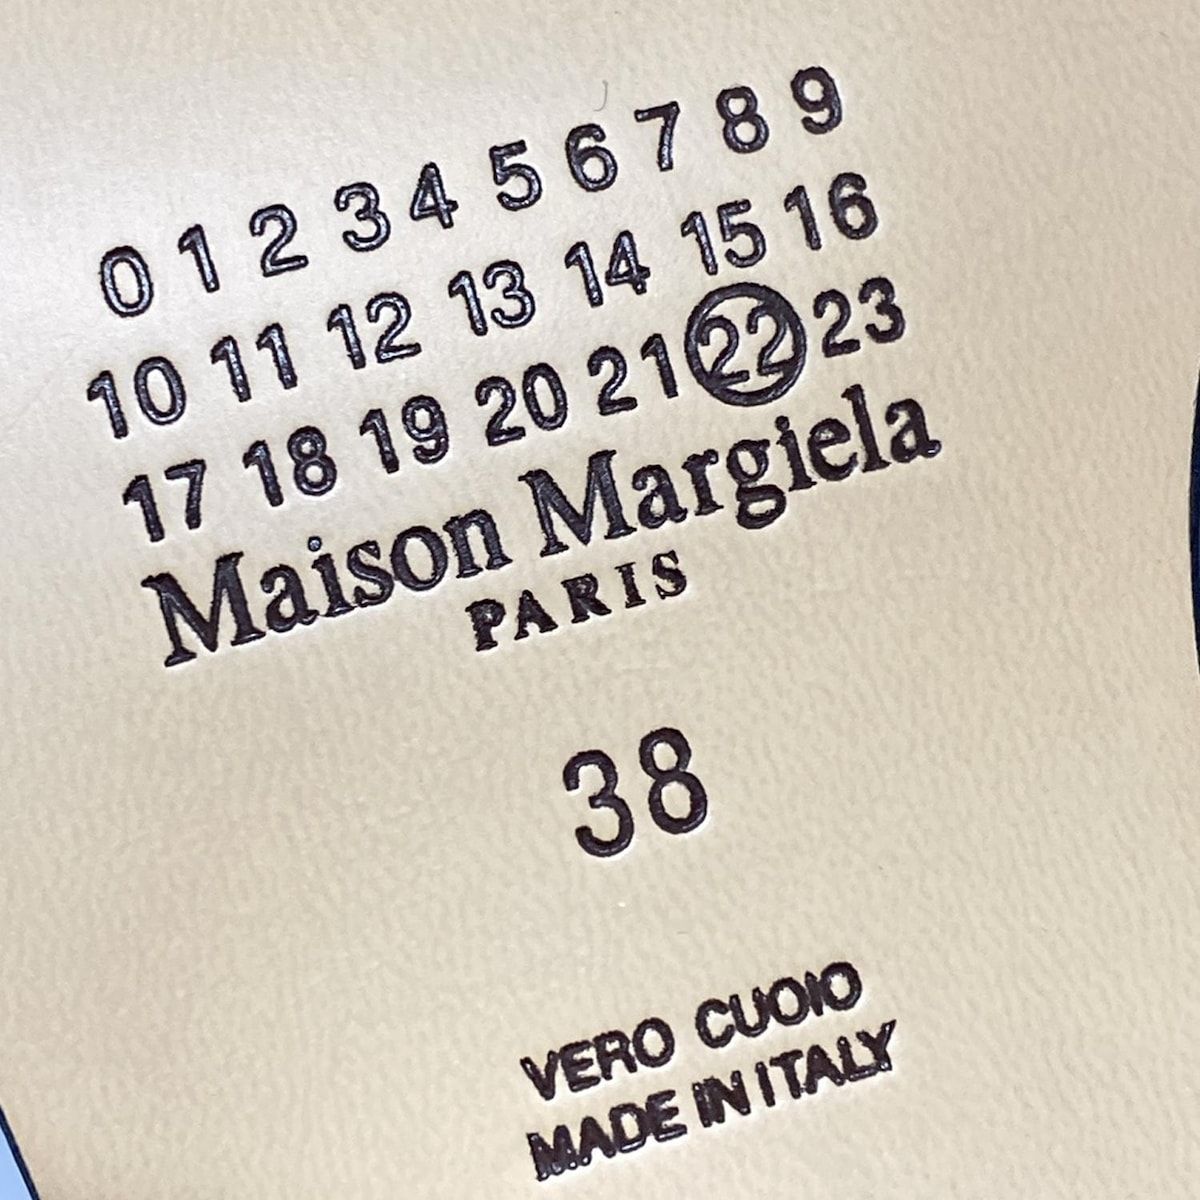 0 1 2 3 4 5 6 7 8 9
10 11 12 13 14 15 16
17 18 19 20 21 22 23
Maison Margiela
PARIS
38
VERO CUOIO
MADE IN ITALY